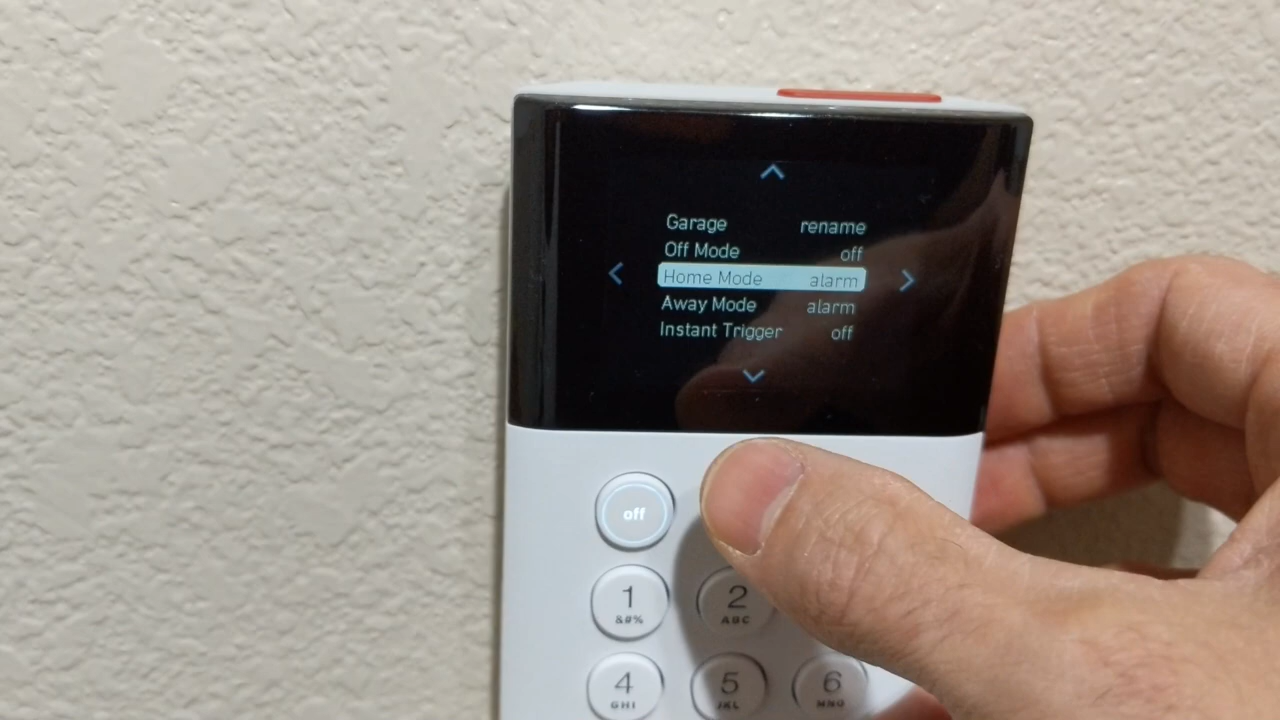 Garage rename
Off Mode off
Home Mode alarm
Away Mode alarm
Instant Trigger off
off
1 2
&#% ABC
4 5 6
GHI JKL MNO